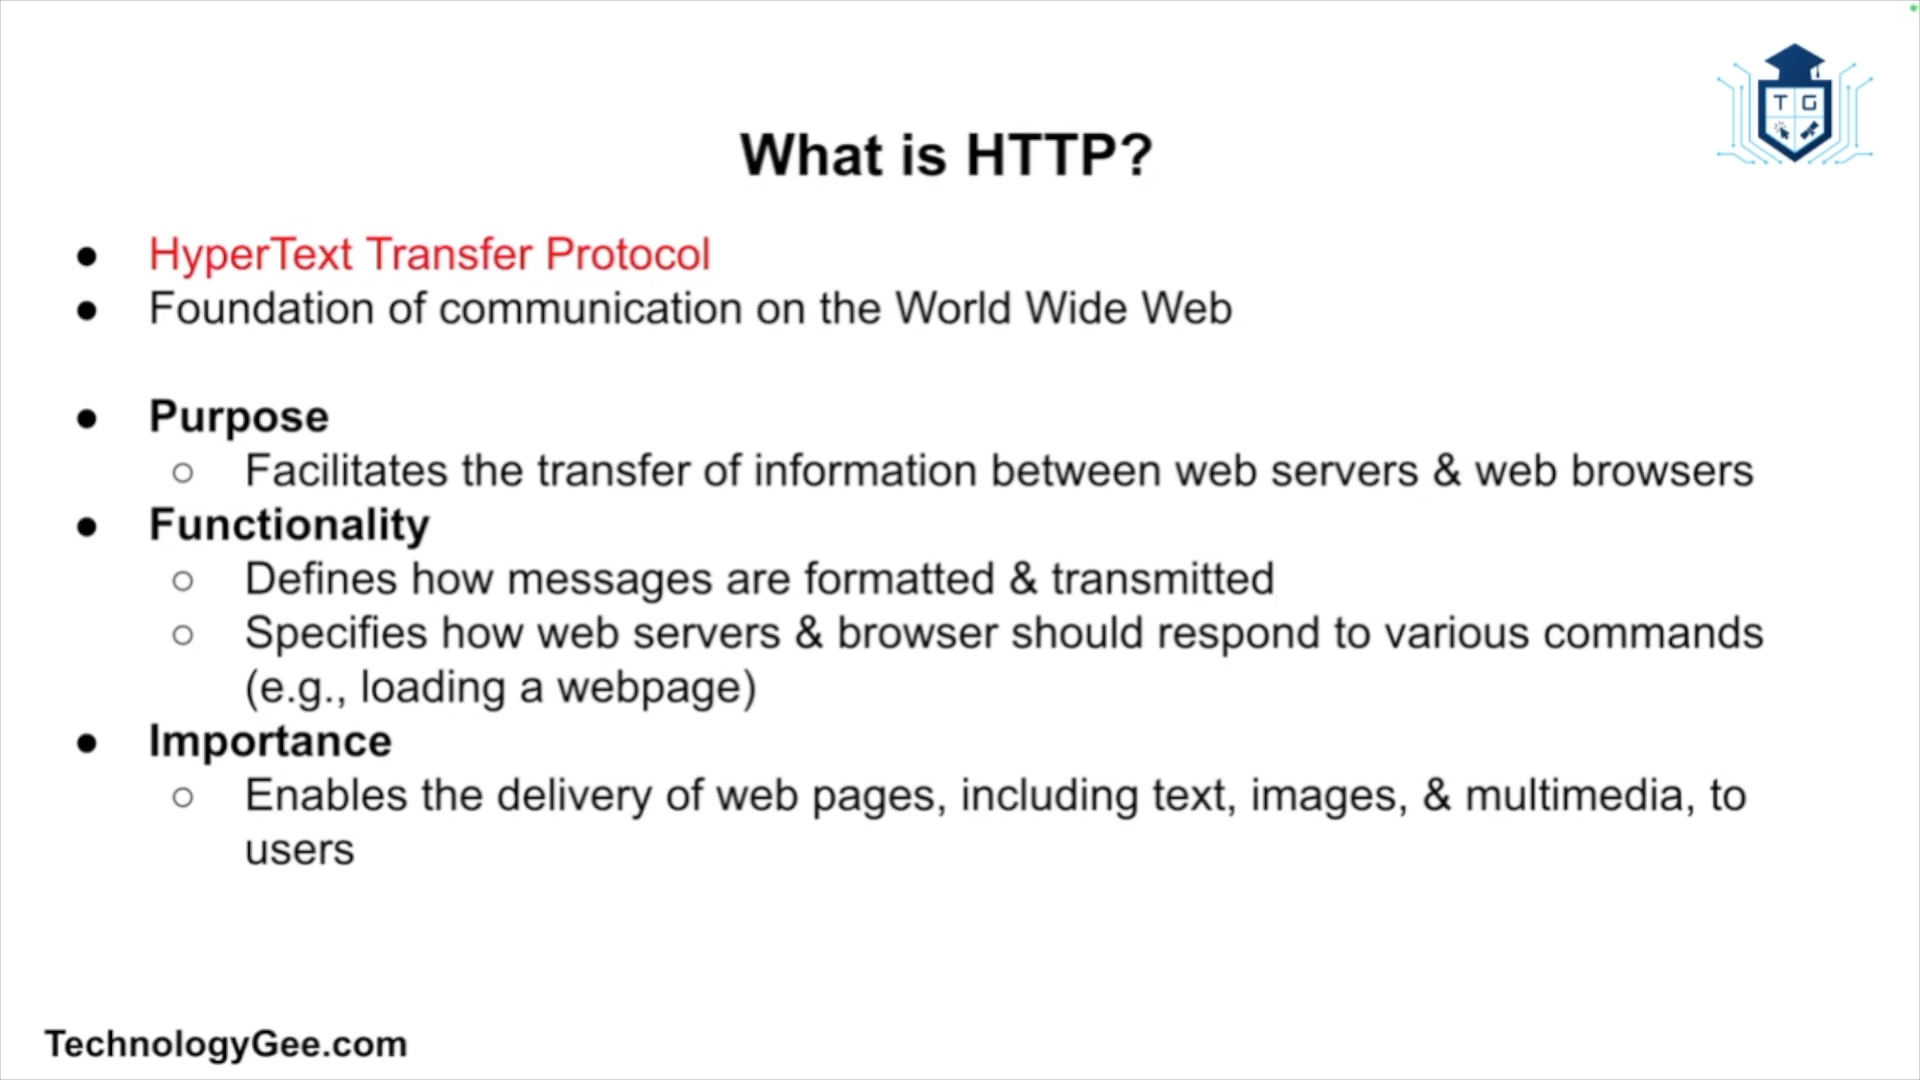 T G
What is HTTP?
● HyperText Transfer Protocol
● Foundation of communication on the World Wide Web
● Purpose
○ Facilitates the transfer of information between web servers & web browsers
● Functionality
○ Defines how messages are formatted & transmitted
○ Specifies how web servers & browser should respond to various commands
(e.g., loading a webpage)
● Importance
○ Enables the delivery of web pages, including text, images, & multimedia, to
users
TechnologyGee.com